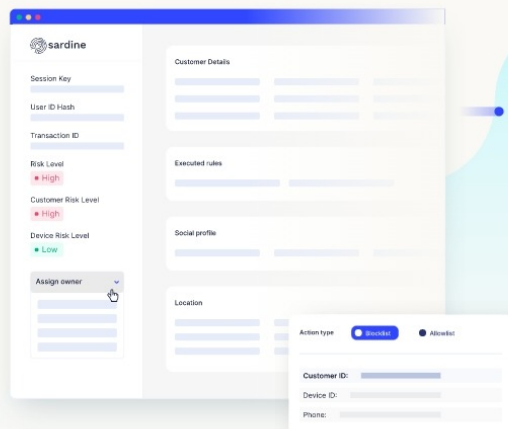 sardine
Session Key
User ID Hash
Transaction ID
Risk Level
High
Customer Risk Level
High
Device Risk Level
Low
Assign owner
Customer Details
Executed rules
Social profile
Location
Action type
Blocklist
Allowlist
Customer ID:
Device ID:
Phone: